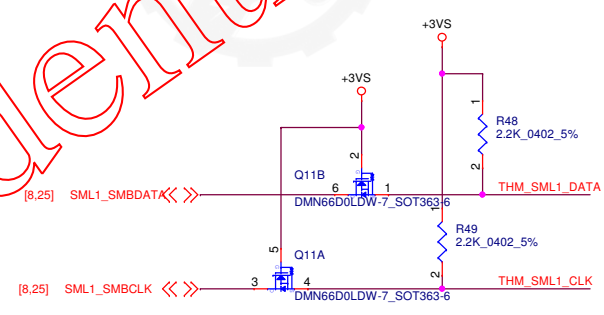 +3VS
+3VS
1
R48
2.2K_0402_5%
2
2
Q11B
6
1
[8,25]
SML1_SMBDATA
THM_SML1_DATA
DMN66D0LDW-7_SOT363-6
1
R49
2.2K_0402_5%
2
5
Q11A
3
4
[8,25]
SML1_SMBCLK
THM_SML1_CLK
DMN66D0LDW-7_SOT363-6